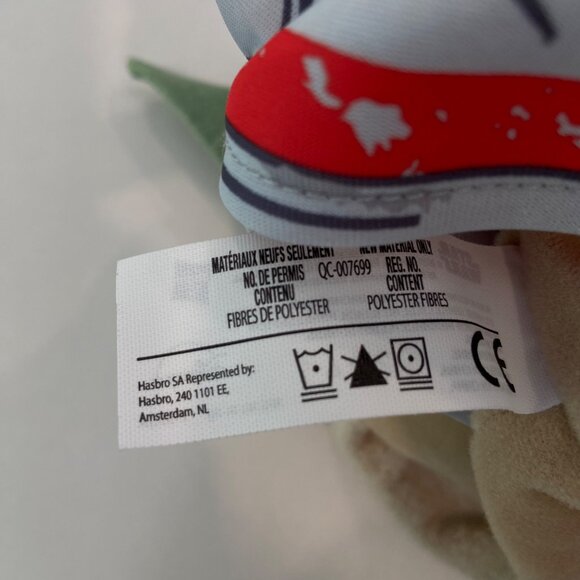 MATÉRIAUX NEUFS SEULEMENT NEW MATERIAL ONLY
NO. DE PERMIS QC-007699 REG. NO.
CONTENU CONTENT
FIBRES DE POLYESTER POLYESTER FIBRES
Hasbro SA Represented by:
Hasbro, 240 1101 EE,
Amsterdam, NL
CE